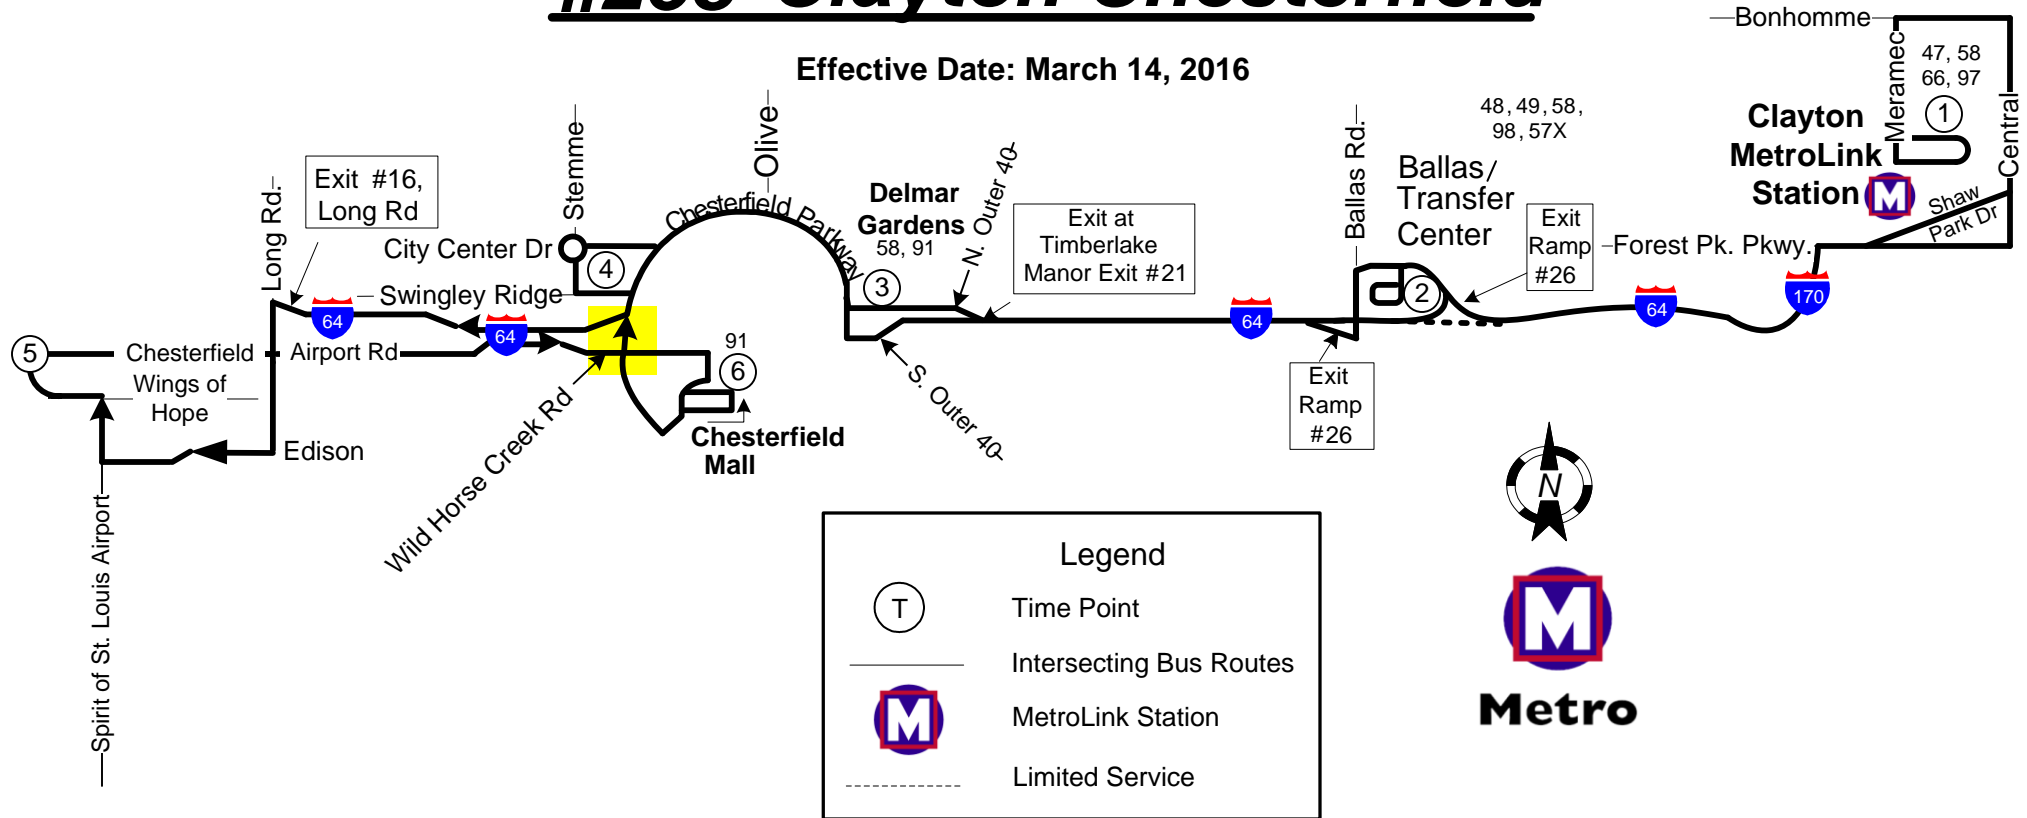 #258 Clayton-Chesterfield
Effective Date: March 14, 2016
Bonhomme
Meramec
47, 58
66, 97
1
Central
Clayton
MetroLink
Station
M
Shaw
Park Dr
Forest Pk. Pkwy.
170
48, 49, 58,
98, 57X
Ballas Rd.
Ballas/
Transfer
Center
2
Exit
Ramp
#26
64
64
Exit
Ramp
#26
Exit at
Timberlake
Manor Exit #21
N. Outer 40
S. Outer 40
Delmar
Gardens
58, 91
3
Olive
Chesterfield Parkway
Stemme
City Center Dr
4
Swingley Ridge
Exit #16,
Long Rd
Long Rd.
64
64
5
Chesterfield
Airport Rd
Wings of
Hope
Edison
Spirit of St. Louis Airport
Wild Horse Creek Rd
91
6
Chesterfield
Mall
Legend
T
Time Point
Intersecting Bus Routes
M
MetroLink Station
Limited Service
N
M
Metro